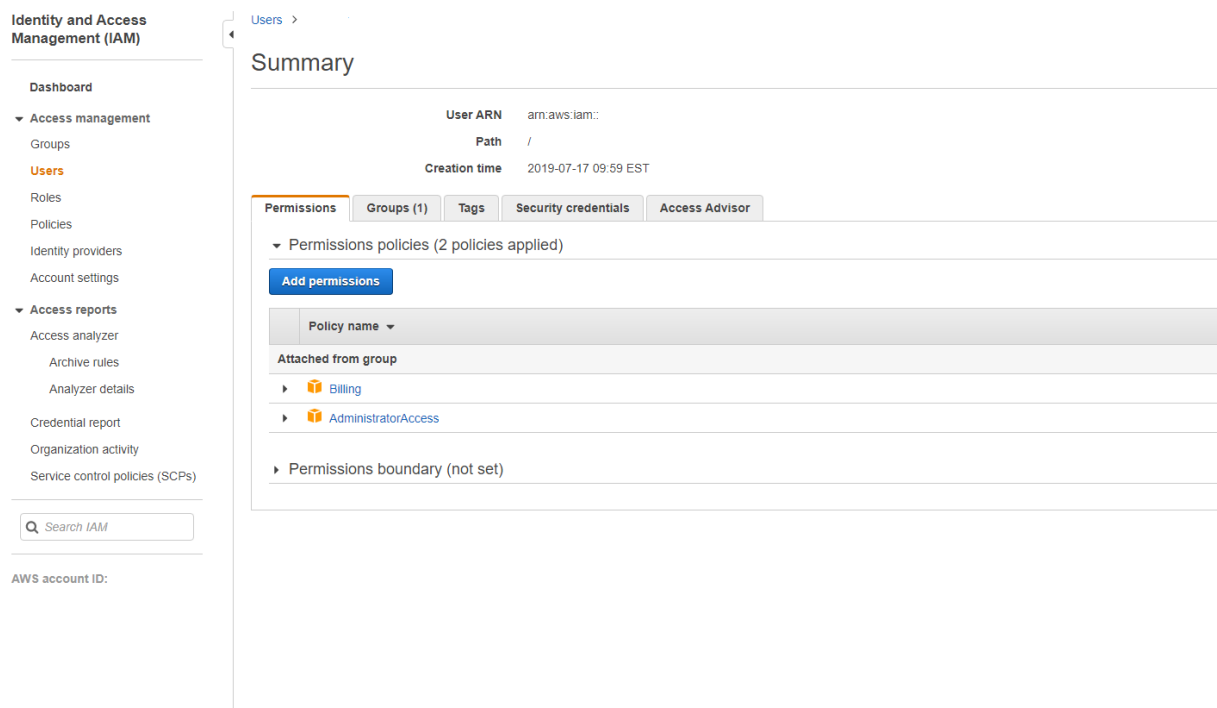 Identity and Access
Management (IAM)
Dashboard
Access management
Groups
Users
Roles
Policies
Identity providers
Account settings
Access reports
Access analyzer
Archive rules
Analyzer details
Credential report
Organization activity
Service control policies (SCPs)
Search IAM
AWS account ID:
Users >
Summary
User ARN arn:aws:iam::
Path /
Creation time 2019-07-17 09:59 EST
Permissions Groups (1) Tags Security credentials Access Advisor
Permissions policies (2 policies applied)
Add permissions
Policy name
Attached from group
Billing
AdministratorAccess
Permissions boundary (not set)